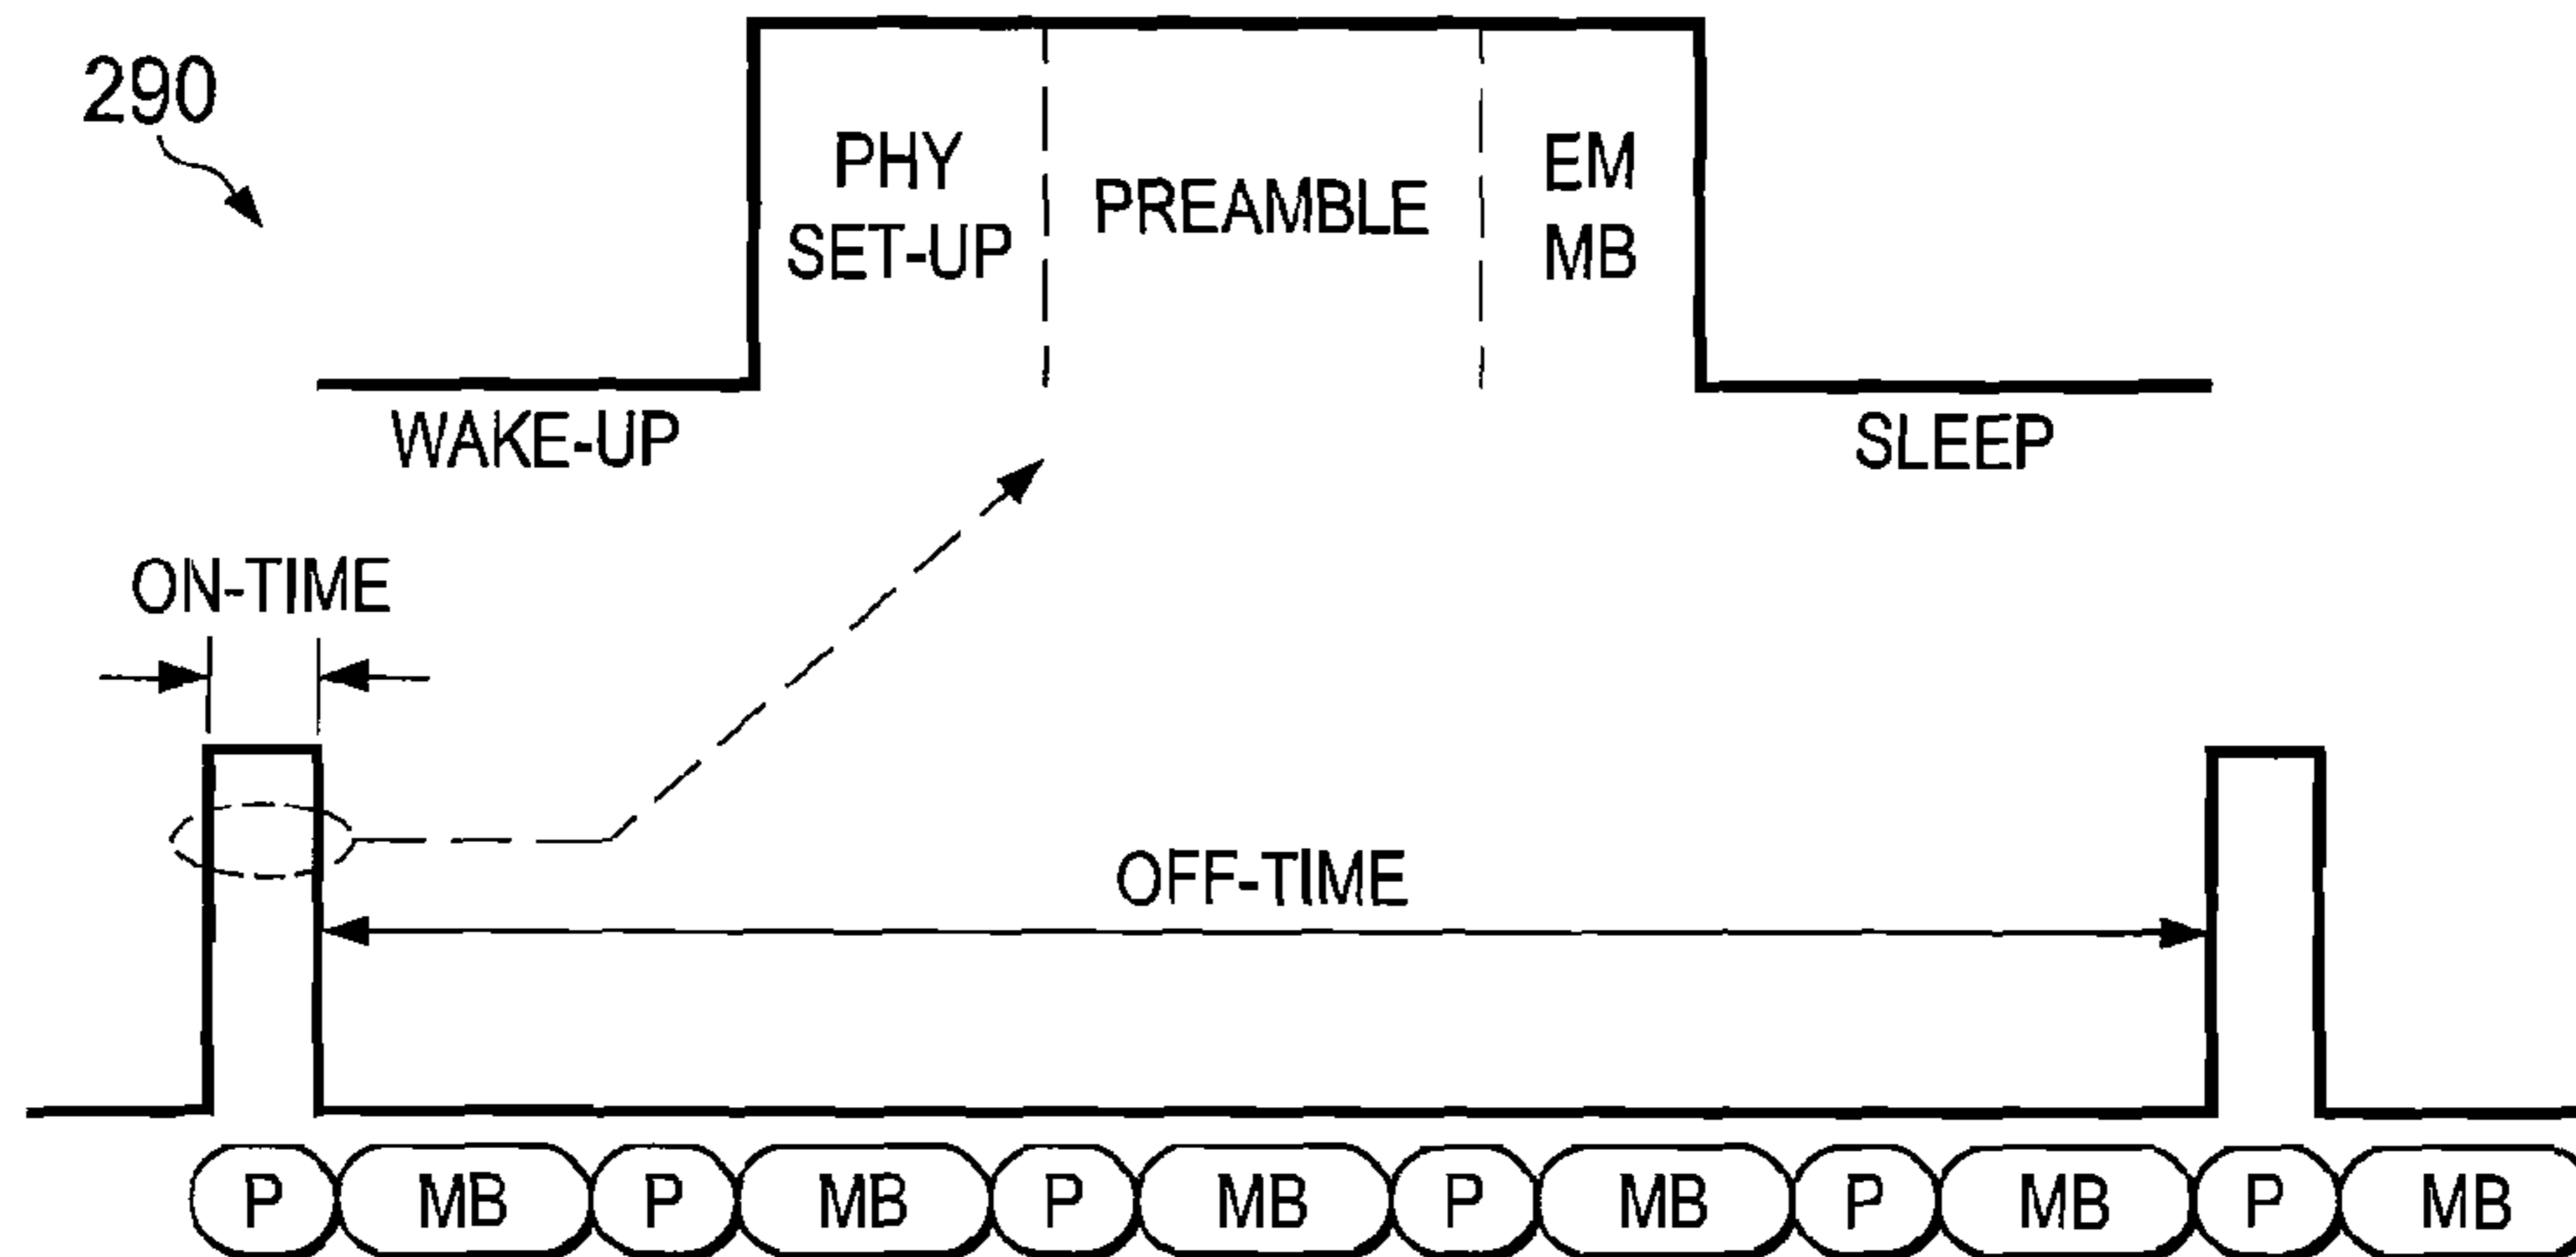 290
PHY
SET-UP
PREAMBLE
EM
MB
WAKE-UP
SLEEP
ON-TIME
OFF-TIME
P MB P MB P MB P MB P MB P MB